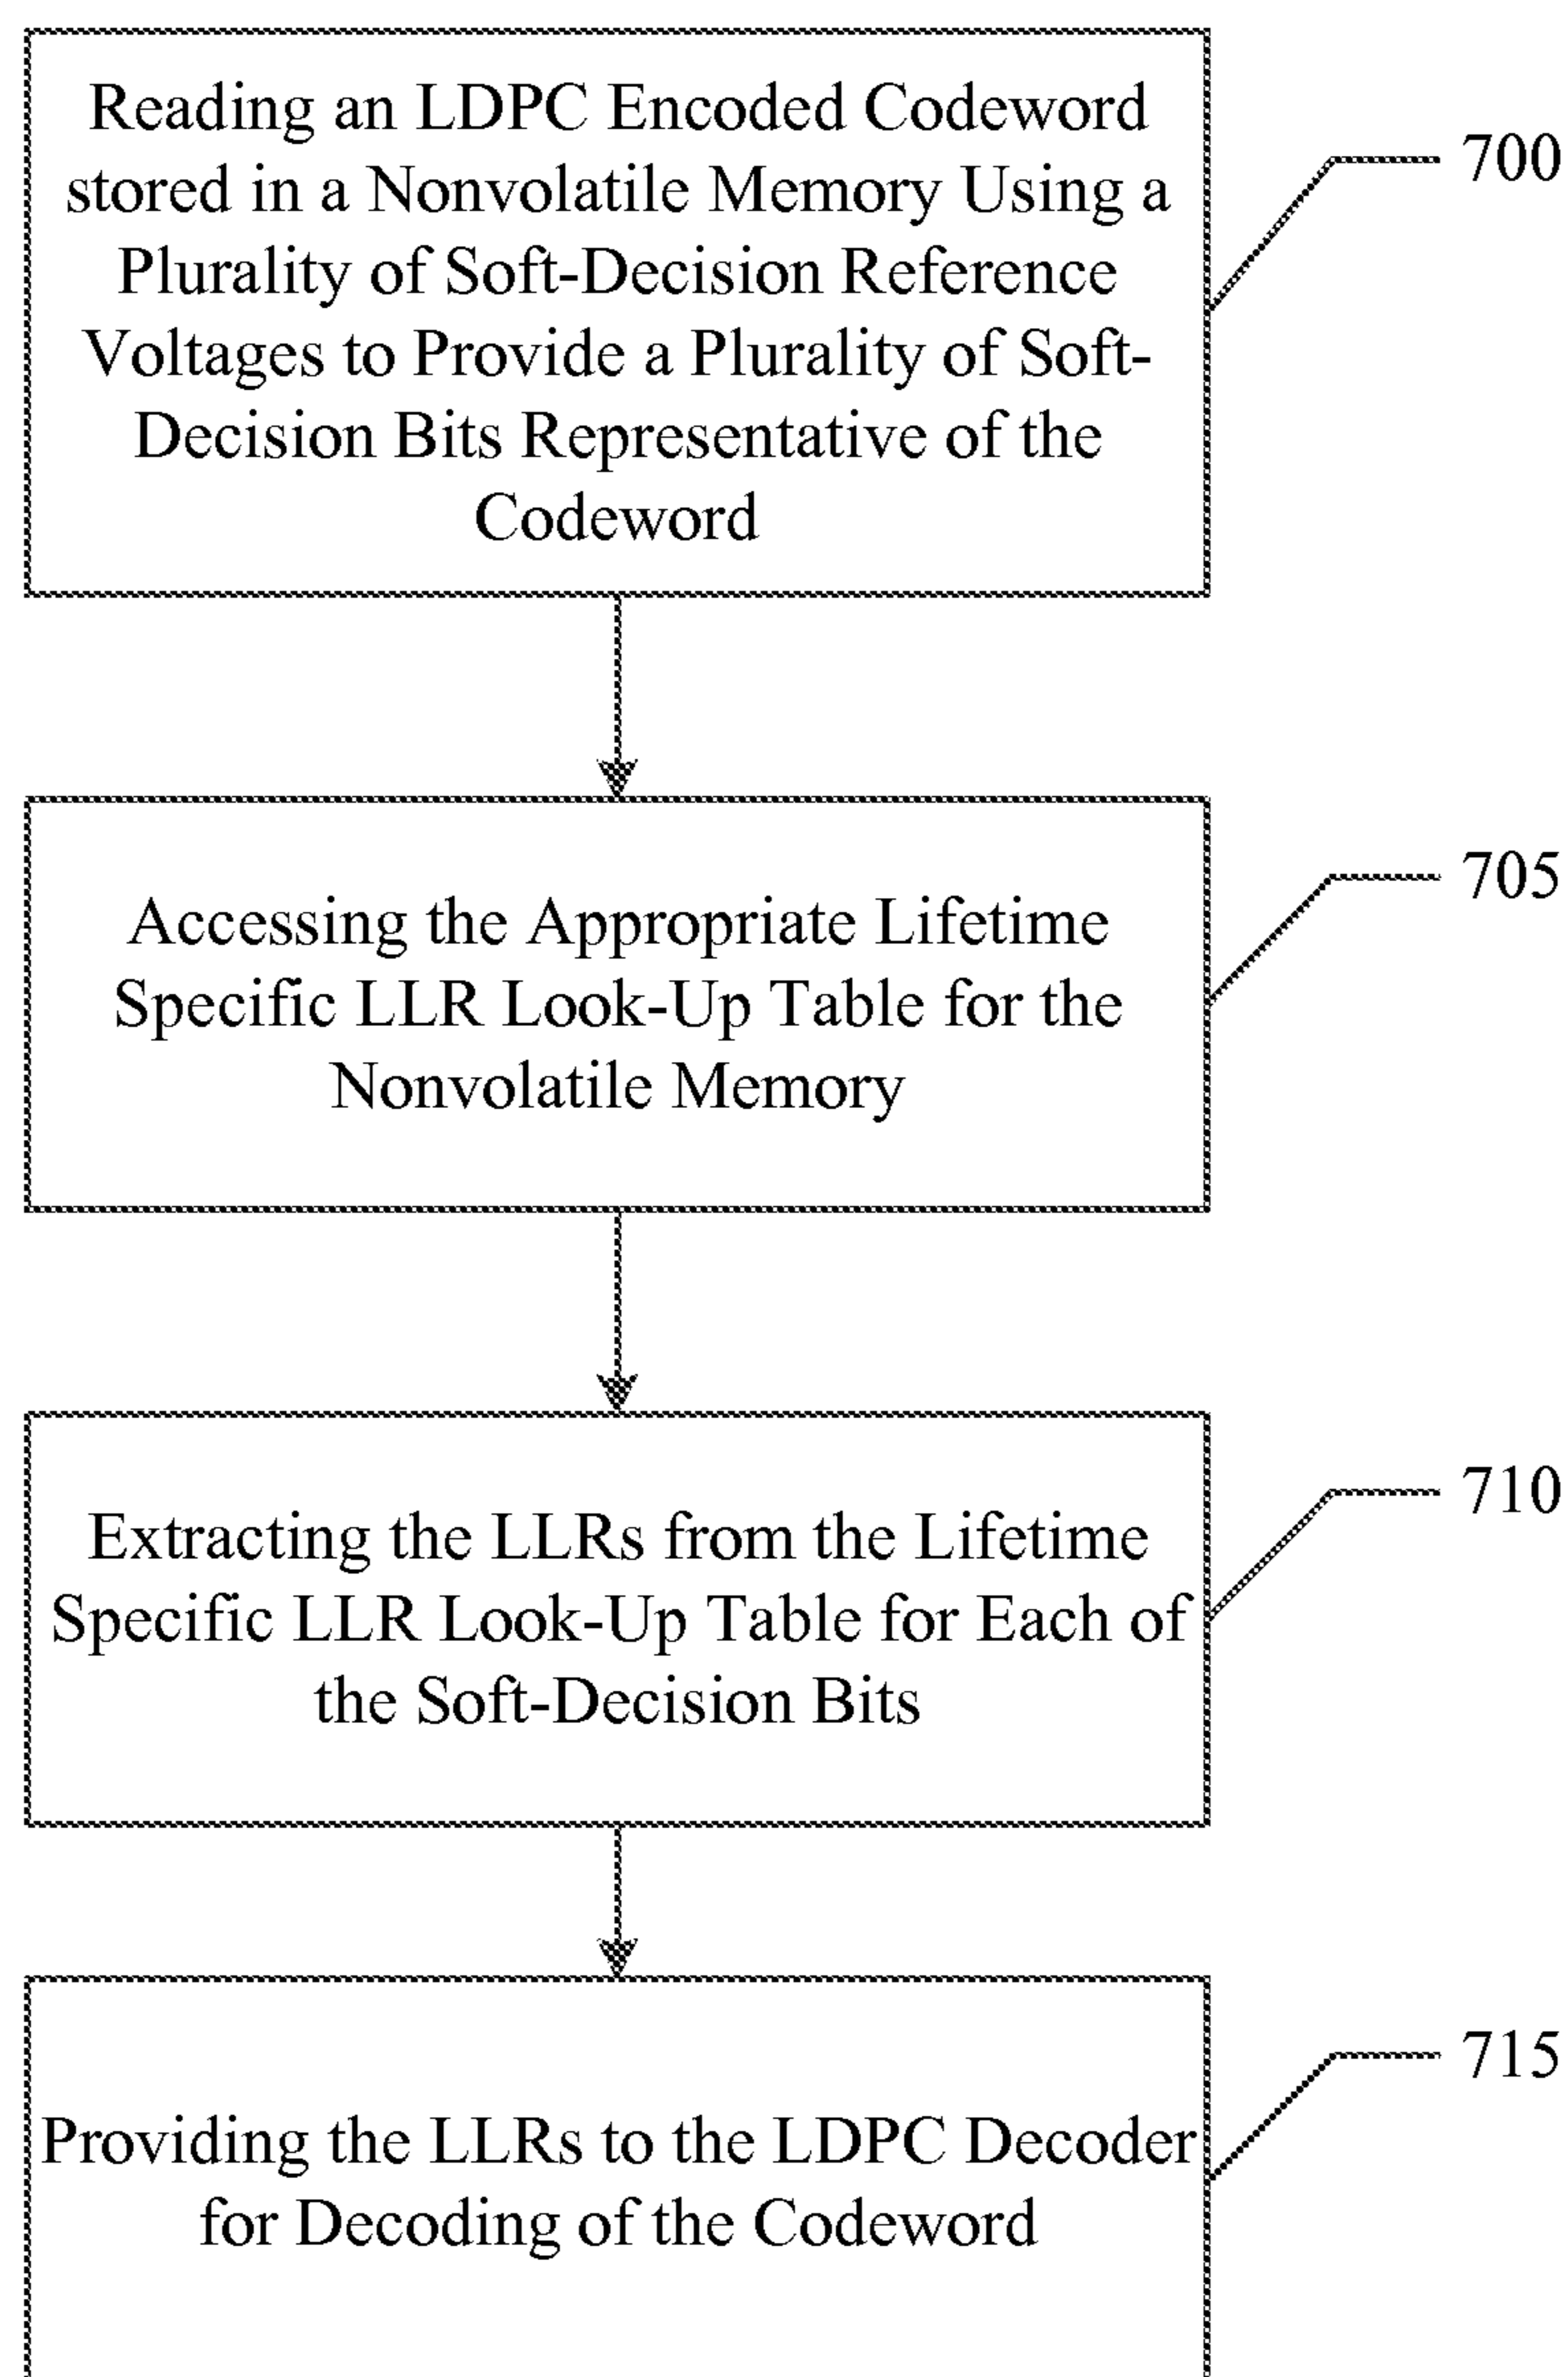 Reading an LDPC Encoded Codeword
stored in a Nonvolatile Memory Using a
Plurality of Soft-Decision Reference
Voltages to Provide a Plurality of Soft-
Decision Bits Representative of the
Codeword
700
Accessing the Appropriate Lifetime
Specific LLR Look-Up Table for the
Nonvolatile Memory
705
Extracting the LLRs from the Lifetime
Specific LLR Look-Up Table for Each of
the Soft-Decision Bits
710
Providing the LLRs to the LDPC Decoder
for Decoding of the Codeword
715